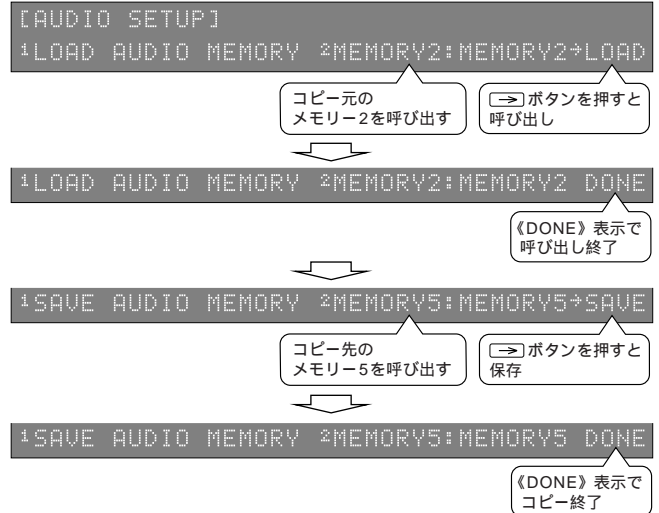 [AUDIO SETUP]
¹LOAD AUDIO MEMORY ²MEMORY2:MEMORY2→LOAD
コピー元の
メモリー2を呼び出す
→ ボタンを押すと
呼び出し
¹LOAD AUDIO MEMORY ²MEMORY2:MEMORY2 DONE
《DONE》表示で
呼び出し終了
¹SAVE AUDIO MEMORY ²MEMORY5:MEMORY5→SAVE
コピー先の
メモリー5を呼び出す
→ ボタンを押すと
保存
¹SAVE AUDIO MEMORY ²MEMORY5:MEMORY5 DONE
《DONE》表示で
コピー終了